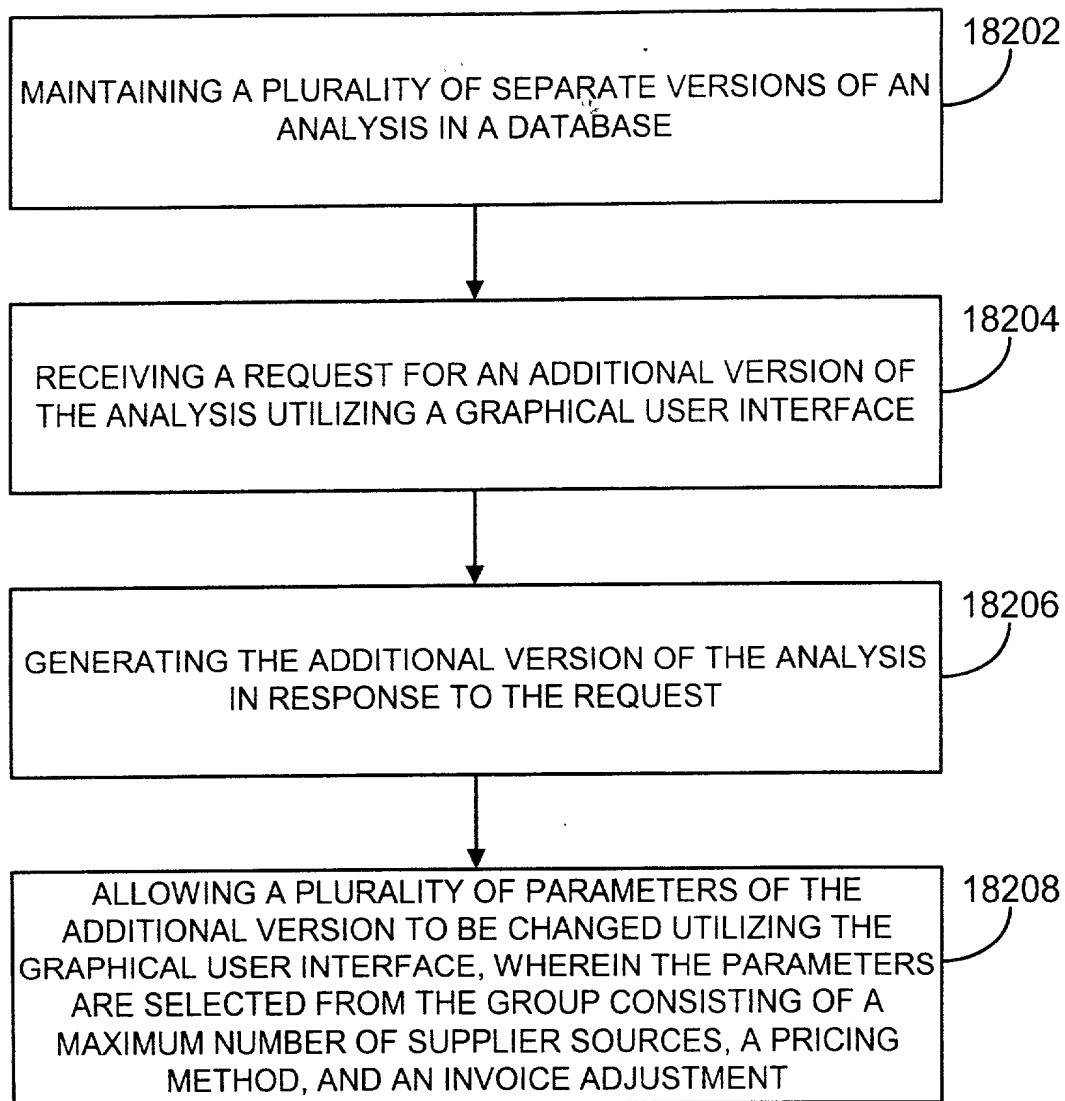 18202
MAINTAINING A PLURALITY OF SEPARATE VERSIONS OF AN
ANALYSIS IN A DATABASE
18204
RECEIVING A REQUEST FOR AN ADDITIONAL VERSION OF
THE ANALYSIS UTILIZING A GRAPHICAL USER INTERFACE
18206
GENERATING THE ADDITIONAL VERSION OF THE ANALYSIS
IN RESPONSE TO THE REQUEST
18208
ALLOWING A PLURALITY OF PARAMETERS OF THE
ADDITIONAL VERSION TO BE CHANGED UTILIZING THE
GRAPHICAL USER INTERFACE, WHEREIN THE PARAMETERS
ARE SELECTED FROM THE GROUP CONSISTING OF A
MAXIMUM NUMBER OF SUPPLIER SOURCES, A PRICING
METHOD, AND AN INVOICE ADJUSTMENT